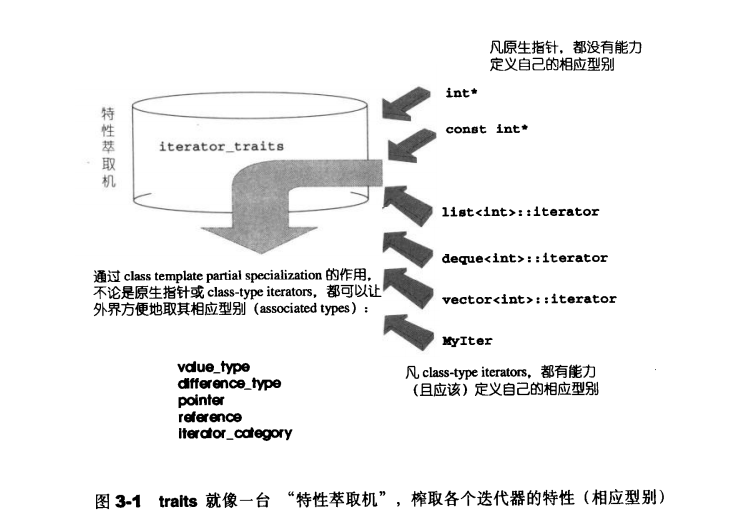 凡原生指针，都没有能力
定义自己的相应型别
int*
const int*
特性萃取机
iterator_traits
list<int>::iterator
deque<int>::iterator
vector<int>::iterator
MyIter
通过 class template partial specialization 的作用，
不论是原生指针或 class-type iterators，都可以让
外界方便地取其相应型别（associated types）：
value_type
difference_type
pointer
reference
iterator_category
凡 class-type iterators，都有能力
（且应该）定义自己的相应型别
图 3-1 traits 就像一台 “特性萃取机”，榨取各个迭代器的特性（相应型别）